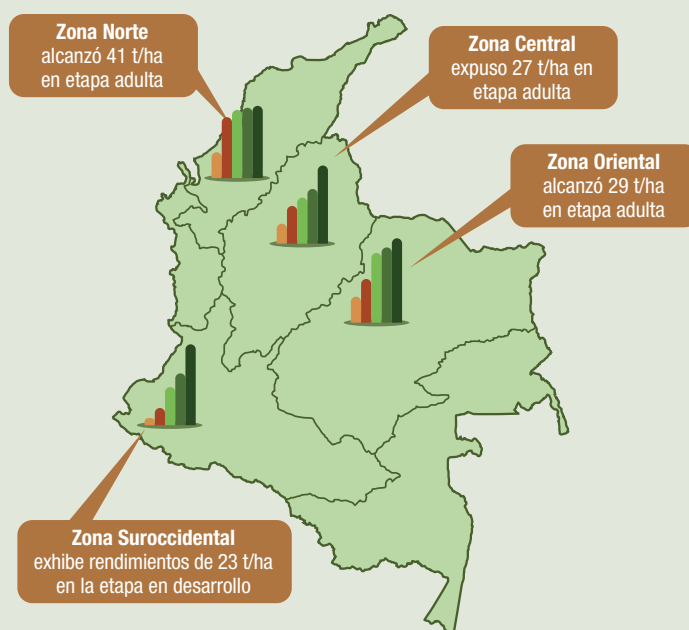 Zona Norte
alcanzó 41 t/ha
en etapa adulta
Zona Central
expuso 27 t/ha en
etapa adulta
Zona Oriental
alcanzó 29 t/ha
en etapa adulta
Zona Suroccidental
exhibe rendimientos de 23 t/ha
en la etapa en desarrollo